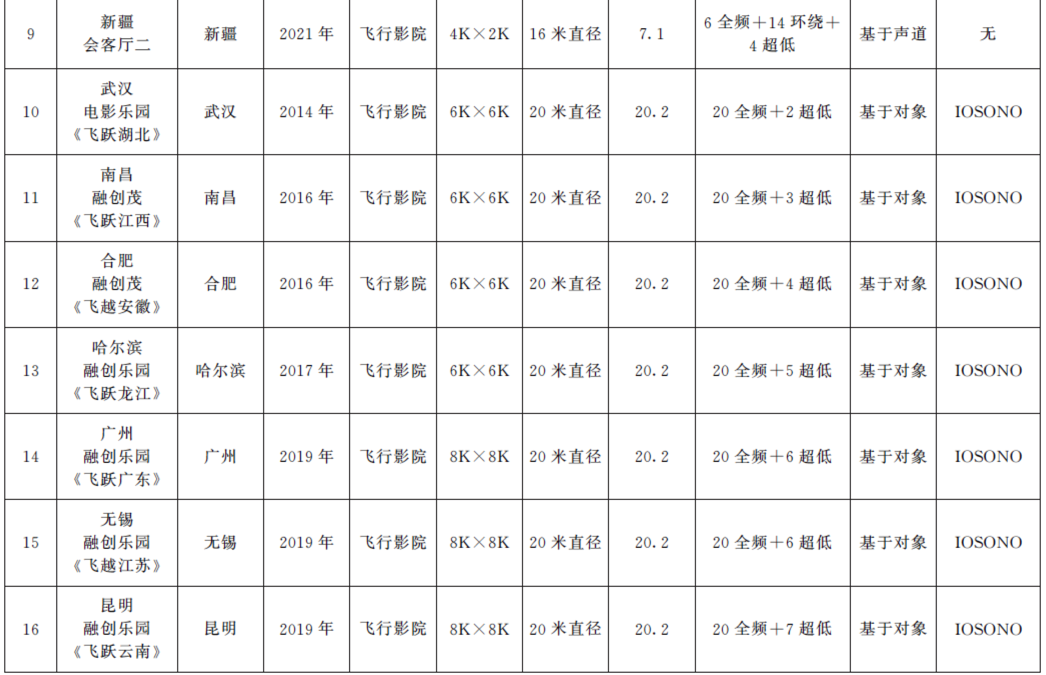 9 新疆 会客厅二 新疆 2021 年 飞行影院 4K×2K 16 米直径 7.1 6 全频+14 环绕+ 4 超低 基于声道 无
10 武汉 电影乐园 《飞跃湖北》 武汉 2014 年 飞行影院 6K×6K 20 米直径 20.2 20 全频+2 超低 基于对象 IOSONO
11 南昌 融创茂 《飞跃江西》 南昌 2016 年 飞行影院 6K×6K 20 米直径 20.2 20 全频+3 超低 基于对象 IOSONO
12 合肥 融创茂 《飞越安徽》 合肥 2016 年 飞行影院 6K×6K 20 米直径 20.2 20 全频+4 超低 基于对象 IOSONO
13 哈尔滨 融创乐园 《飞跃龙江》 哈尔滨 2017 年 飞行影院 6K×6K 20 米直径 20.2 20 全频+5 超低 基于对象 IOSONO
14 广州 融创乐园 《飞跃广东》 广州 2019 年 飞行影院 8K×8K 20 米直径 20.2 20 全频+6 超低 基于对象 IOSONO
15 无锡 融创乐园 《飞越江苏》 无锡 2019 年 飞行影院 8K×8K 20 米直径 20.2 20 全频+6 超低 基于对象 IOSONO
16 昆明 融创乐园 《飞跃云南》 昆明 2019 年 飞行影院 8K×8K 20 米直径 20.2 20 全频+7 超低 基于对象 IOSONO